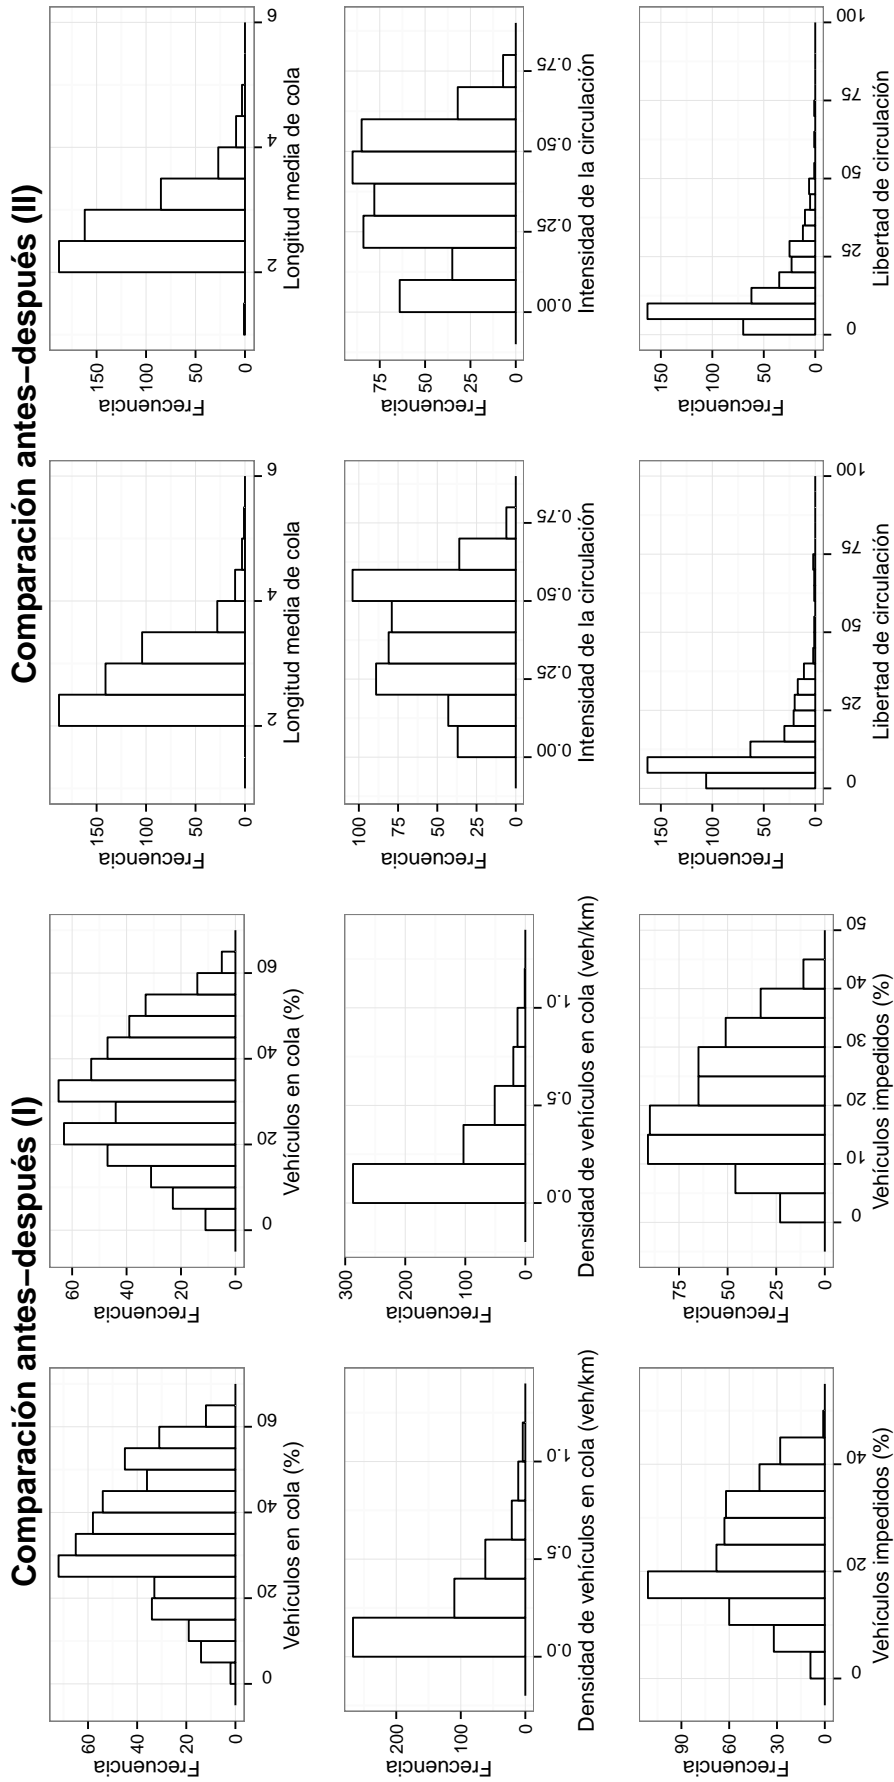 Comparación antes−después (I)
60
40
20
0
Frecuencia
0 20 40 60
Vehículos en cola (%)
60
40
20
0
Frecuencia
0 20 40 60
Vehículos en cola (%)
200
100
0
Frecuencia
0.0 0.5 1.0
Densidad de vehículos en cola (veh/km)
300
200
100
0
Frecuencia
0.0 0.5 1.0
Densidad de vehículos en cola (veh/km)
90
60
30
0
Frecuencia
0 20 40
Vehículos impedidos (%)
75
50
25
0
Frecuencia
0 10 20 30 40 50
Vehículos impedidos (%)
Comparación antes−después (II)
150
100
50
0
Frecuencia
2 4 6
Longitud media de cola
150
100
50
0
Frecuencia
2 4 6
Longitud media de cola
100
75
50
25
0
Frecuencia
0.00 0.25 0.50 0.75
Intensidad de la circulación
75
50
25
0
Frecuencia
0.00 0.25 0.50 0.75
Intensidad de la circulación
150
100
50
0
Frecuencia
0 25 50 75 100
Libertad de circulación
150
100
50
0
Frecuencia
0 25 50 75 100
Libertad de circulación